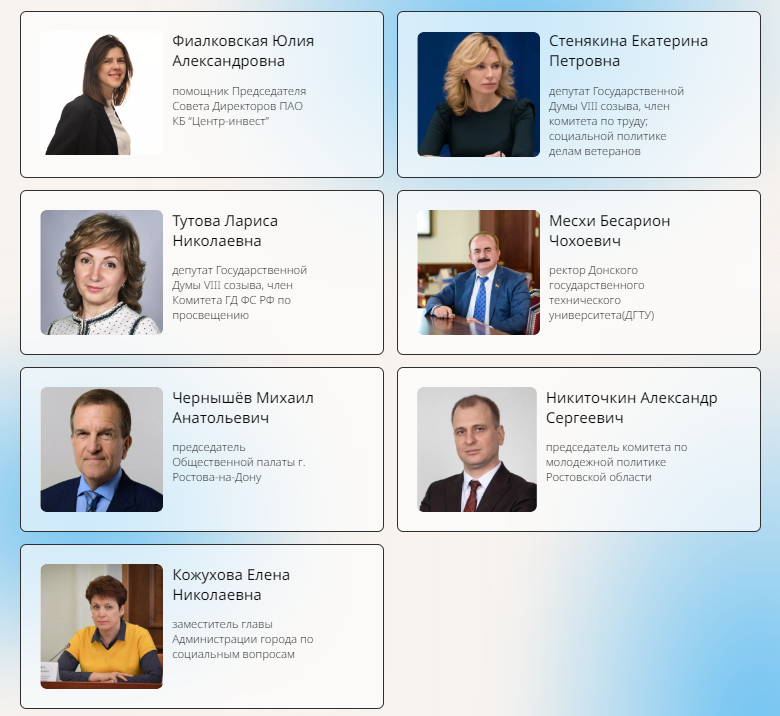 Фиалковская Юлия
Александровна
помощник Председателя
Совета Директоров ПАО
КБ “Центр-инвест”
Стенякина Екатерина
Петровна
депутат Государственной
Думы VIII созыва, член
комитета по труду;
социальной политике
делам ветеранов
Тутова Лариса
Николаевна
депутат Государственной
Думы VIII созыва, член
Комитета ГД ФС РФ по
просвещению
Месхи Бесарион
Чохоевич
ректор Донского
государственного
технического
университета(ДГТУ)
Чернышёв Михаил
Анатольевич
председатель
Общественной палаты г.
Ростова-на-Дону
Никиточкин Александр
Сергеевич
председатель комитета по
молодежной политике
Ростовской области
Кожухова Елена
Николаевна
заместитель главы
Администрации города по
социальным вопросам